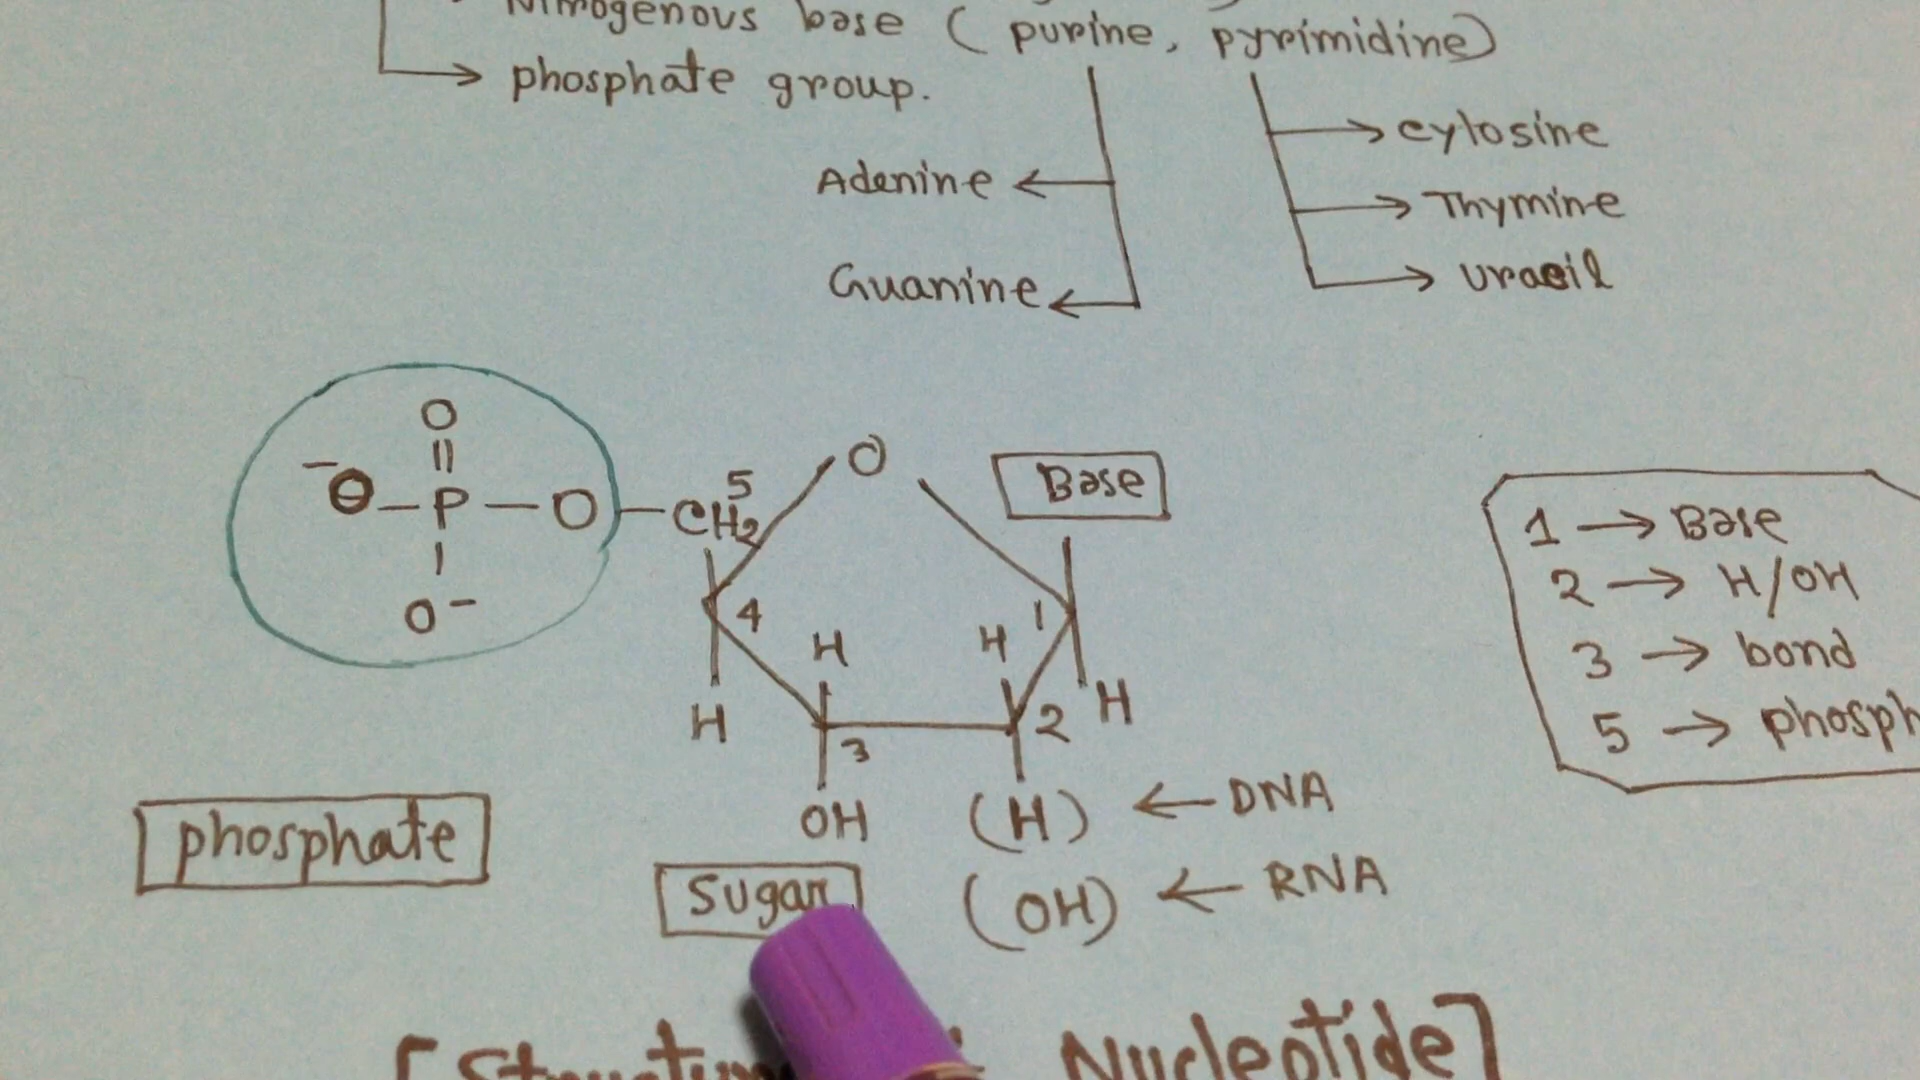 Nitrogenous base (purine, pyrimidine)
phosphate group.
Adenine
Guanine
Cytosine
Thymine
Uracil
O
-O-P-O-CH2
O-
5
O
Base
4
1
H
H
H
3
2
H
OH
(H) ← DNA
(OH) ← RNA
phosphate
Sugar
1 → Base
2 → H/OH
3 → bond
5 → phosph
Nucleotide]